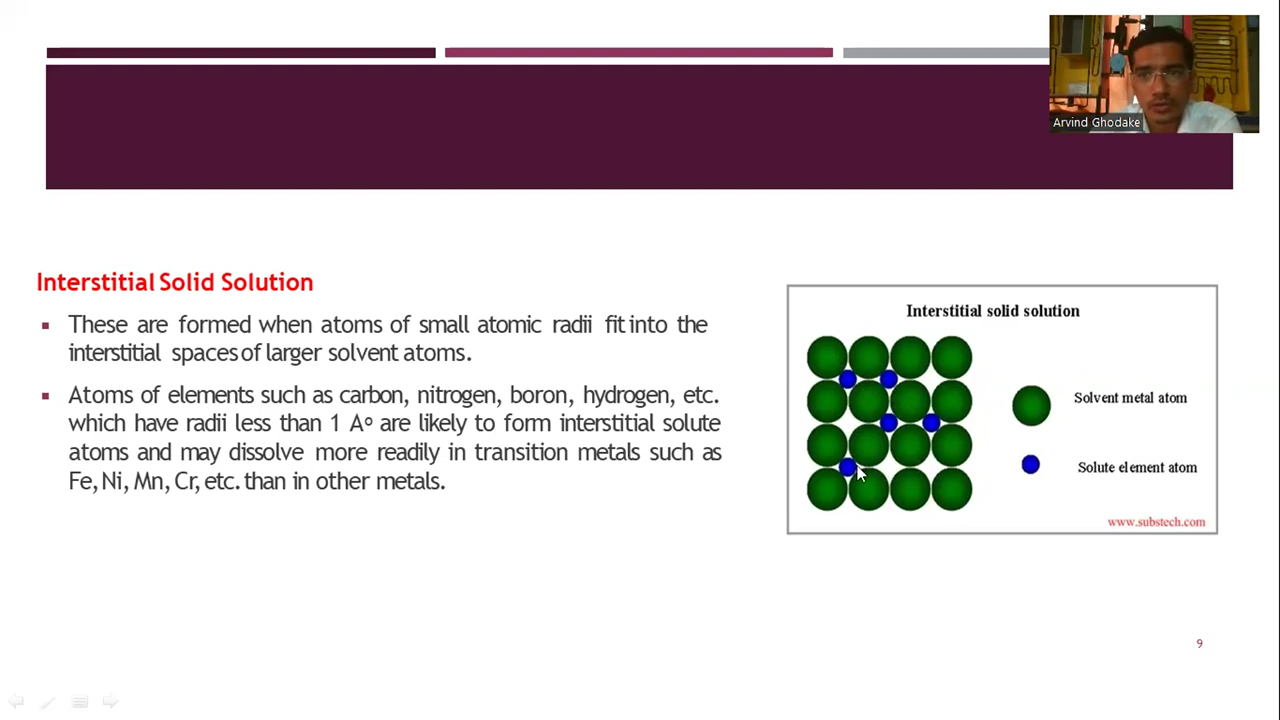 Arvind Ghodake
Interstitial Solid Solution
These are formed when atoms of small atomic radii fit into the
interstitial spaces of larger solvent atoms.
Atoms of elements such as carbon, nitrogen, boron, hydrogen, etc.
which have radii less than 1 Aº are likely to form interstitial solute
atoms and may dissolve more readily in transition metals such as
Fe, Ni, Mn, Cr, etc. than in other metals.
Interstitial solid solution
Solvent metal atom
Solute element atom
www.substech.com
9